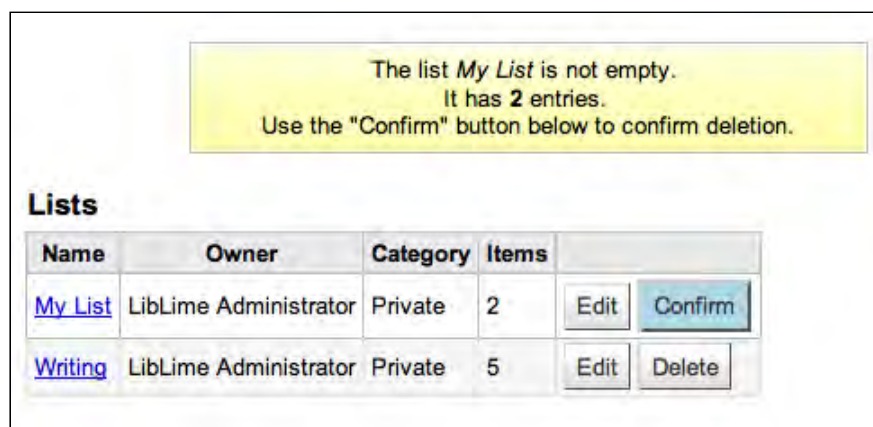 The list My List is not empty.
It has 2 entries.
Use the "Confirm" button below to confirm deletion.
Lists
Name Owner Category Items
My List LibLime Administrator Private 2 Edit Confirm
Writing LibLime Administrator Private 5 Edit Delete